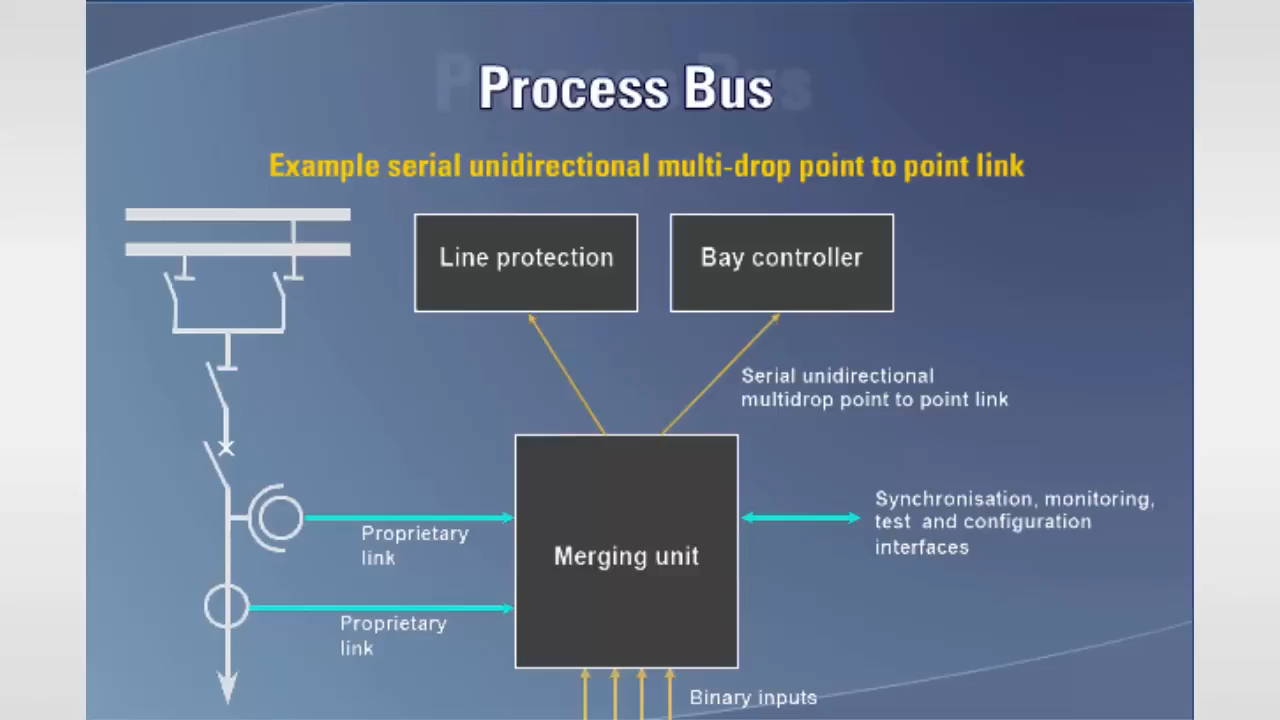 Process Bus
Example serial unidirectional multi-drop point to point link
Line protection
Bay controller
Serial unidirectional
multidrop point to point link
Synchronisation, monitoring,
test and configuration
interfaces
Proprietary
link
Merging unit
Proprietary
link
Binary inputs